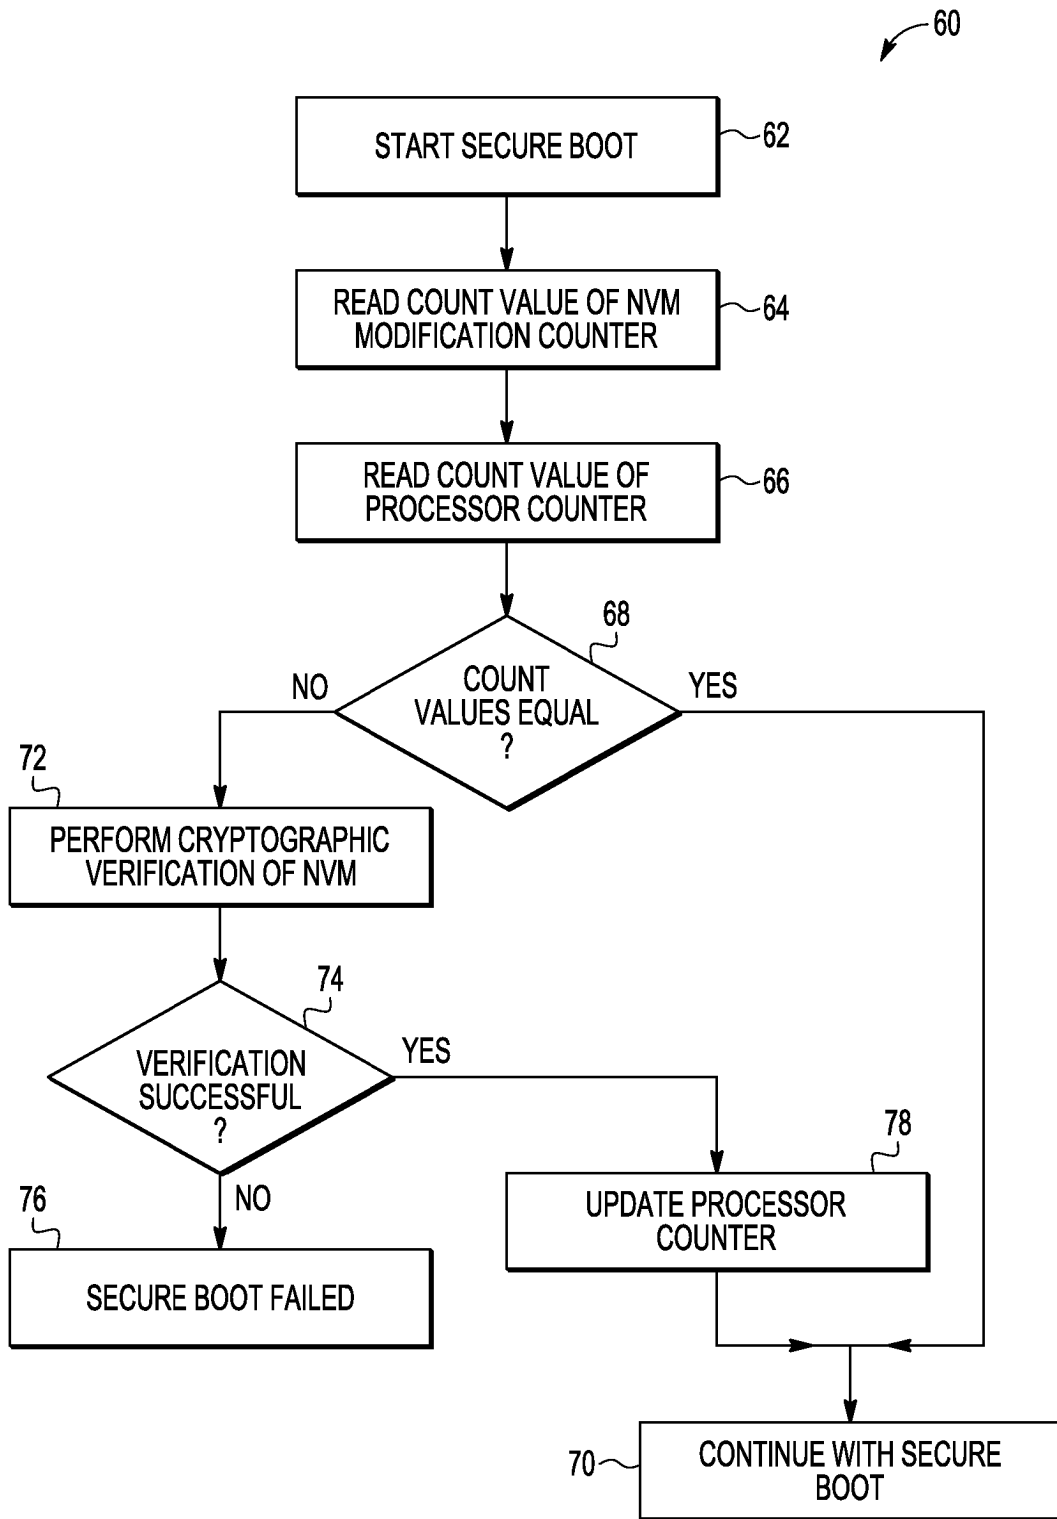 60
START SECURE BOOT
62
READ COUNT VALUE OF NVM
MODIFICATION COUNTER
64
READ COUNT VALUE OF
PROCESSOR COUNTER
66
68
COUNT
VALUES EQUAL
?
NO
YES
72
PERFORM CRYPTOGRAPHIC
VERIFICATION OF NVM
74
VERIFICATION
SUCCESSFUL
?
YES
NO
78
UPDATE PROCESSOR
COUNTER
76
SECURE BOOT FAILED
70
CONTINUE WITH SECURE
BOOT